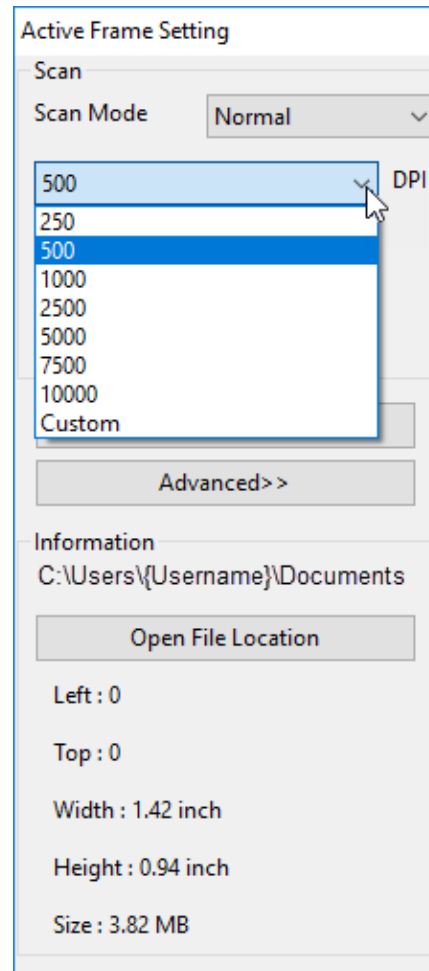 Active Frame Setting
Scan
Scan Mode Normal
500 DPI
250
500
1000
2500
5000
7500
10000
Custom
Advanced>>
Information
C:\Users\{Username}\Documents
Open File Location
Left : 0
Top : 0
Width : 1.42 inch
Height : 0.94 inch
Size : 3.82 MB